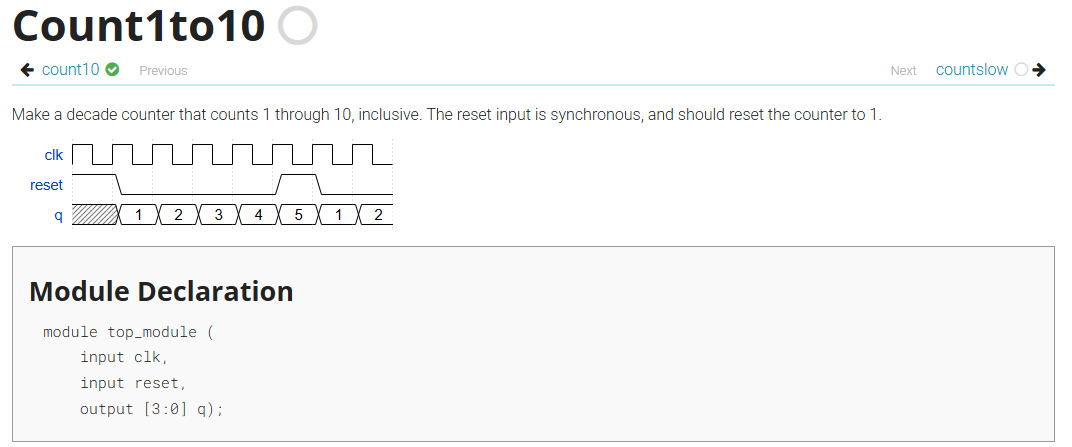 Count1to10
count10 Previous Next countslow
Make a decade counter that counts 1 through 10, inclusive. The reset input is synchronous, and should reset the counter to 1.
clk
reset
q 1 2 3 4 5 1 2
Module Declaration
module top_module (
    input clk,
    input reset,
    output [3:0] q);